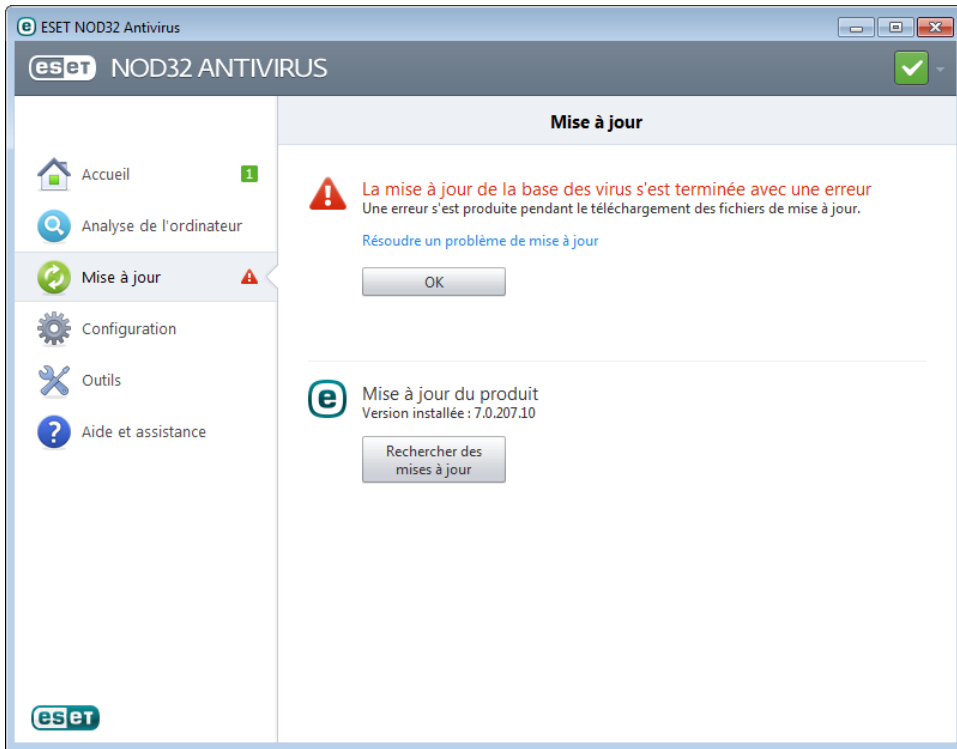 ESET NOD32 Antivirus
eset NOD32 ANTIVIRUS
Mise à jour
Accueil 1
Analyse de l'ordinateur
Mise à jour
Configuration
Outils
Aide et assistance
La mise à jour de la base des virus s'est terminée avec une erreur
Une erreur s'est produite pendant le téléchargement des fichiers de mise à jour.
Résoudre un problème de mise à jour
OK
Mise à jour du produit
Version installée : 7.0.207.10
Rechercher des
mises à jour
eset